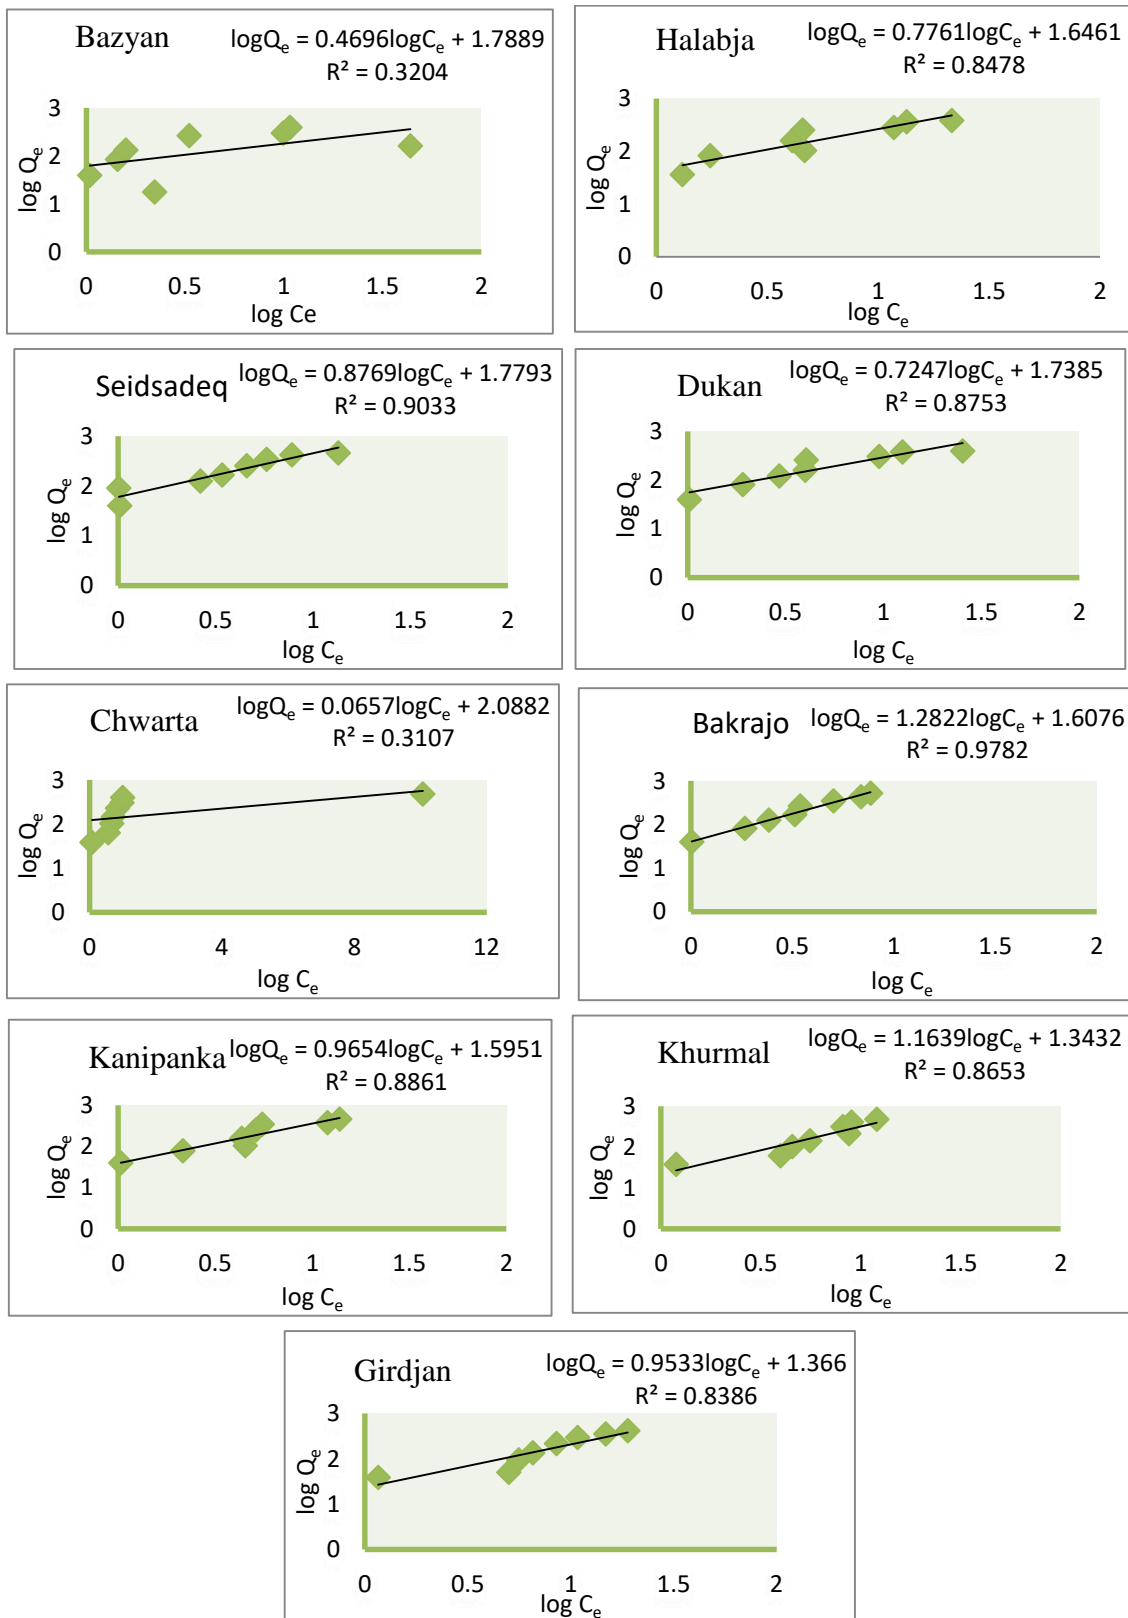 Bazyan
logQe = 0.4696logCe + 1.7889
R² = 0.3204
3
2
1
0
log Qe
0 0.5 1 1.5 2
log Ce
Halabja
logQe = 0.7761logCe + 1.6461
R² = 0.8478
3
2
1
0
log Qe
0 0.5 1 1.5 2
log Ce
Seidsadeq
logQe = 0.8769logCe + 1.7793
R² = 0.9033
3
2
1
0
log Qe
0 0.5 1 1.5 2
log Ce
Dukan
logQe = 0.7247logCe + 1.7385
R² = 0.8753
3
2
1
0
log Qe
0 0.5 1 1.5 2
log Ce
Chwarta
logQe = 0.0657logCe + 2.0882
R² = 0.3107
3
2
1
0
log Qe
0 4 8 12
log Ce
Bakrajo
logQe = 1.2822logCe + 1.6076
R² = 0.9782
3
2
1
0
log Qe
0 0.5 1 1.5 2
log Ce
Kanipanka
logQe = 0.9654logCe + 1.5951
R² = 0.8861
3
2
1
0
log Qe
0 0.5 1 1.5 2
log Ce
Khurmal
logQe = 1.1639logCe + 1.3432
R² = 0.8653
3
2
1
0
log Qe
0 0.5 1 1.5 2
log Ce
Girdjan
logQe = 0.9533logCe + 1.366
R² = 0.8386
3
2
1
0
log Qe
0 0.5 1 1.5 2
log Ce